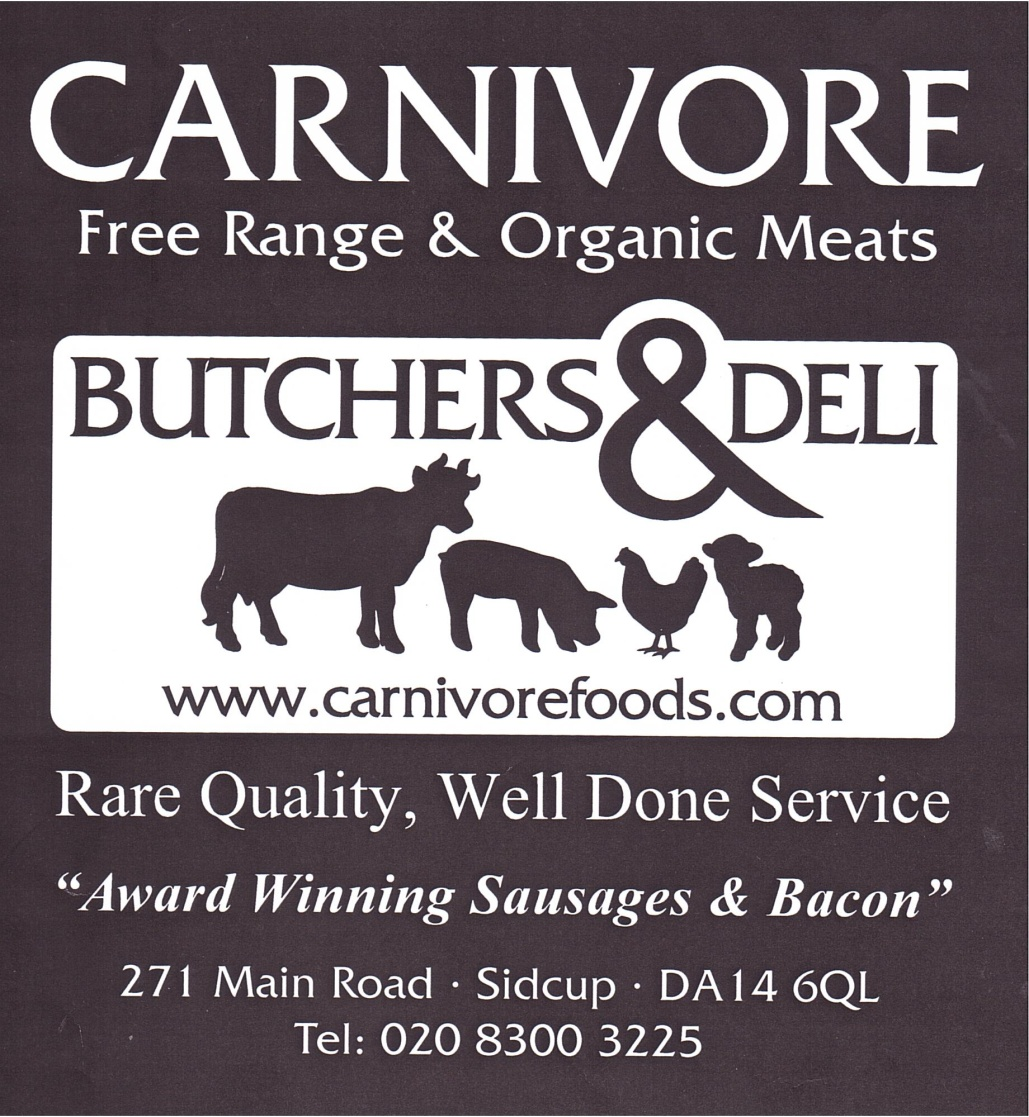 CARNIVORE
Free Range & Organic Meats
BUTCHERS & DELI
www.carnivorefoods.com
Rare Quality, Well Done Service
“Award Winning Sausages & Bacon”
271 Main Road · Sidcup · DA14 6QL
Tel: 020 8300 3225